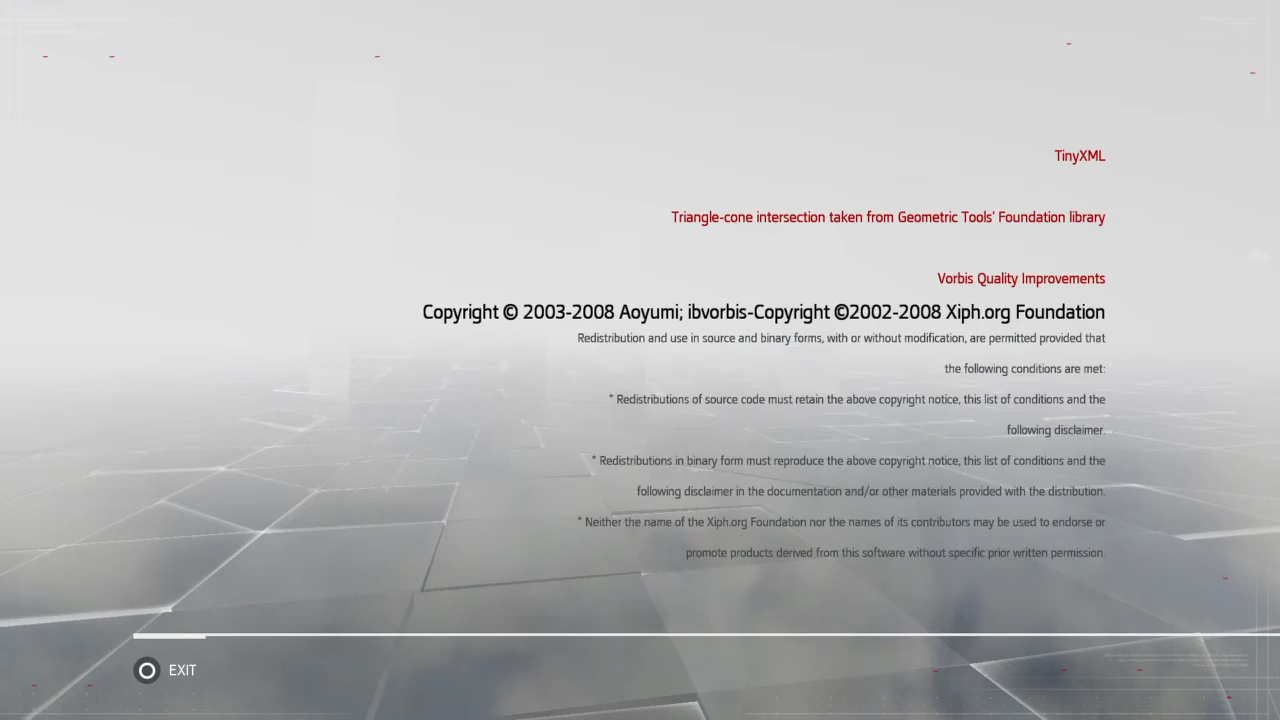 TinyXML
Triangle-cone intersection taken from Geometric Tools' Foundation library
Vorbis Quality Improvements
Copyright © 2003-2008 Aoyumi; ibvorbis-Copyright ©2002-2008 Xiph.org Foundation
Redistribution and use in source and binary forms, with or without modification, are permitted provided that
the following conditions are met:
* Redistributions of source code must retain the above copyright notice, this list of conditions and the
following disclaimer.
* Redistributions in binary form must reproduce the above copyright notice, this list of conditions and the
following disclaimer in the documentation and/or other materials provided with the distribution.
* Neither the name of the Xiph.org Foundation nor the names of its contributors may be used to endorse or
promote products derived from this software without specific prior written permission.
EXIT